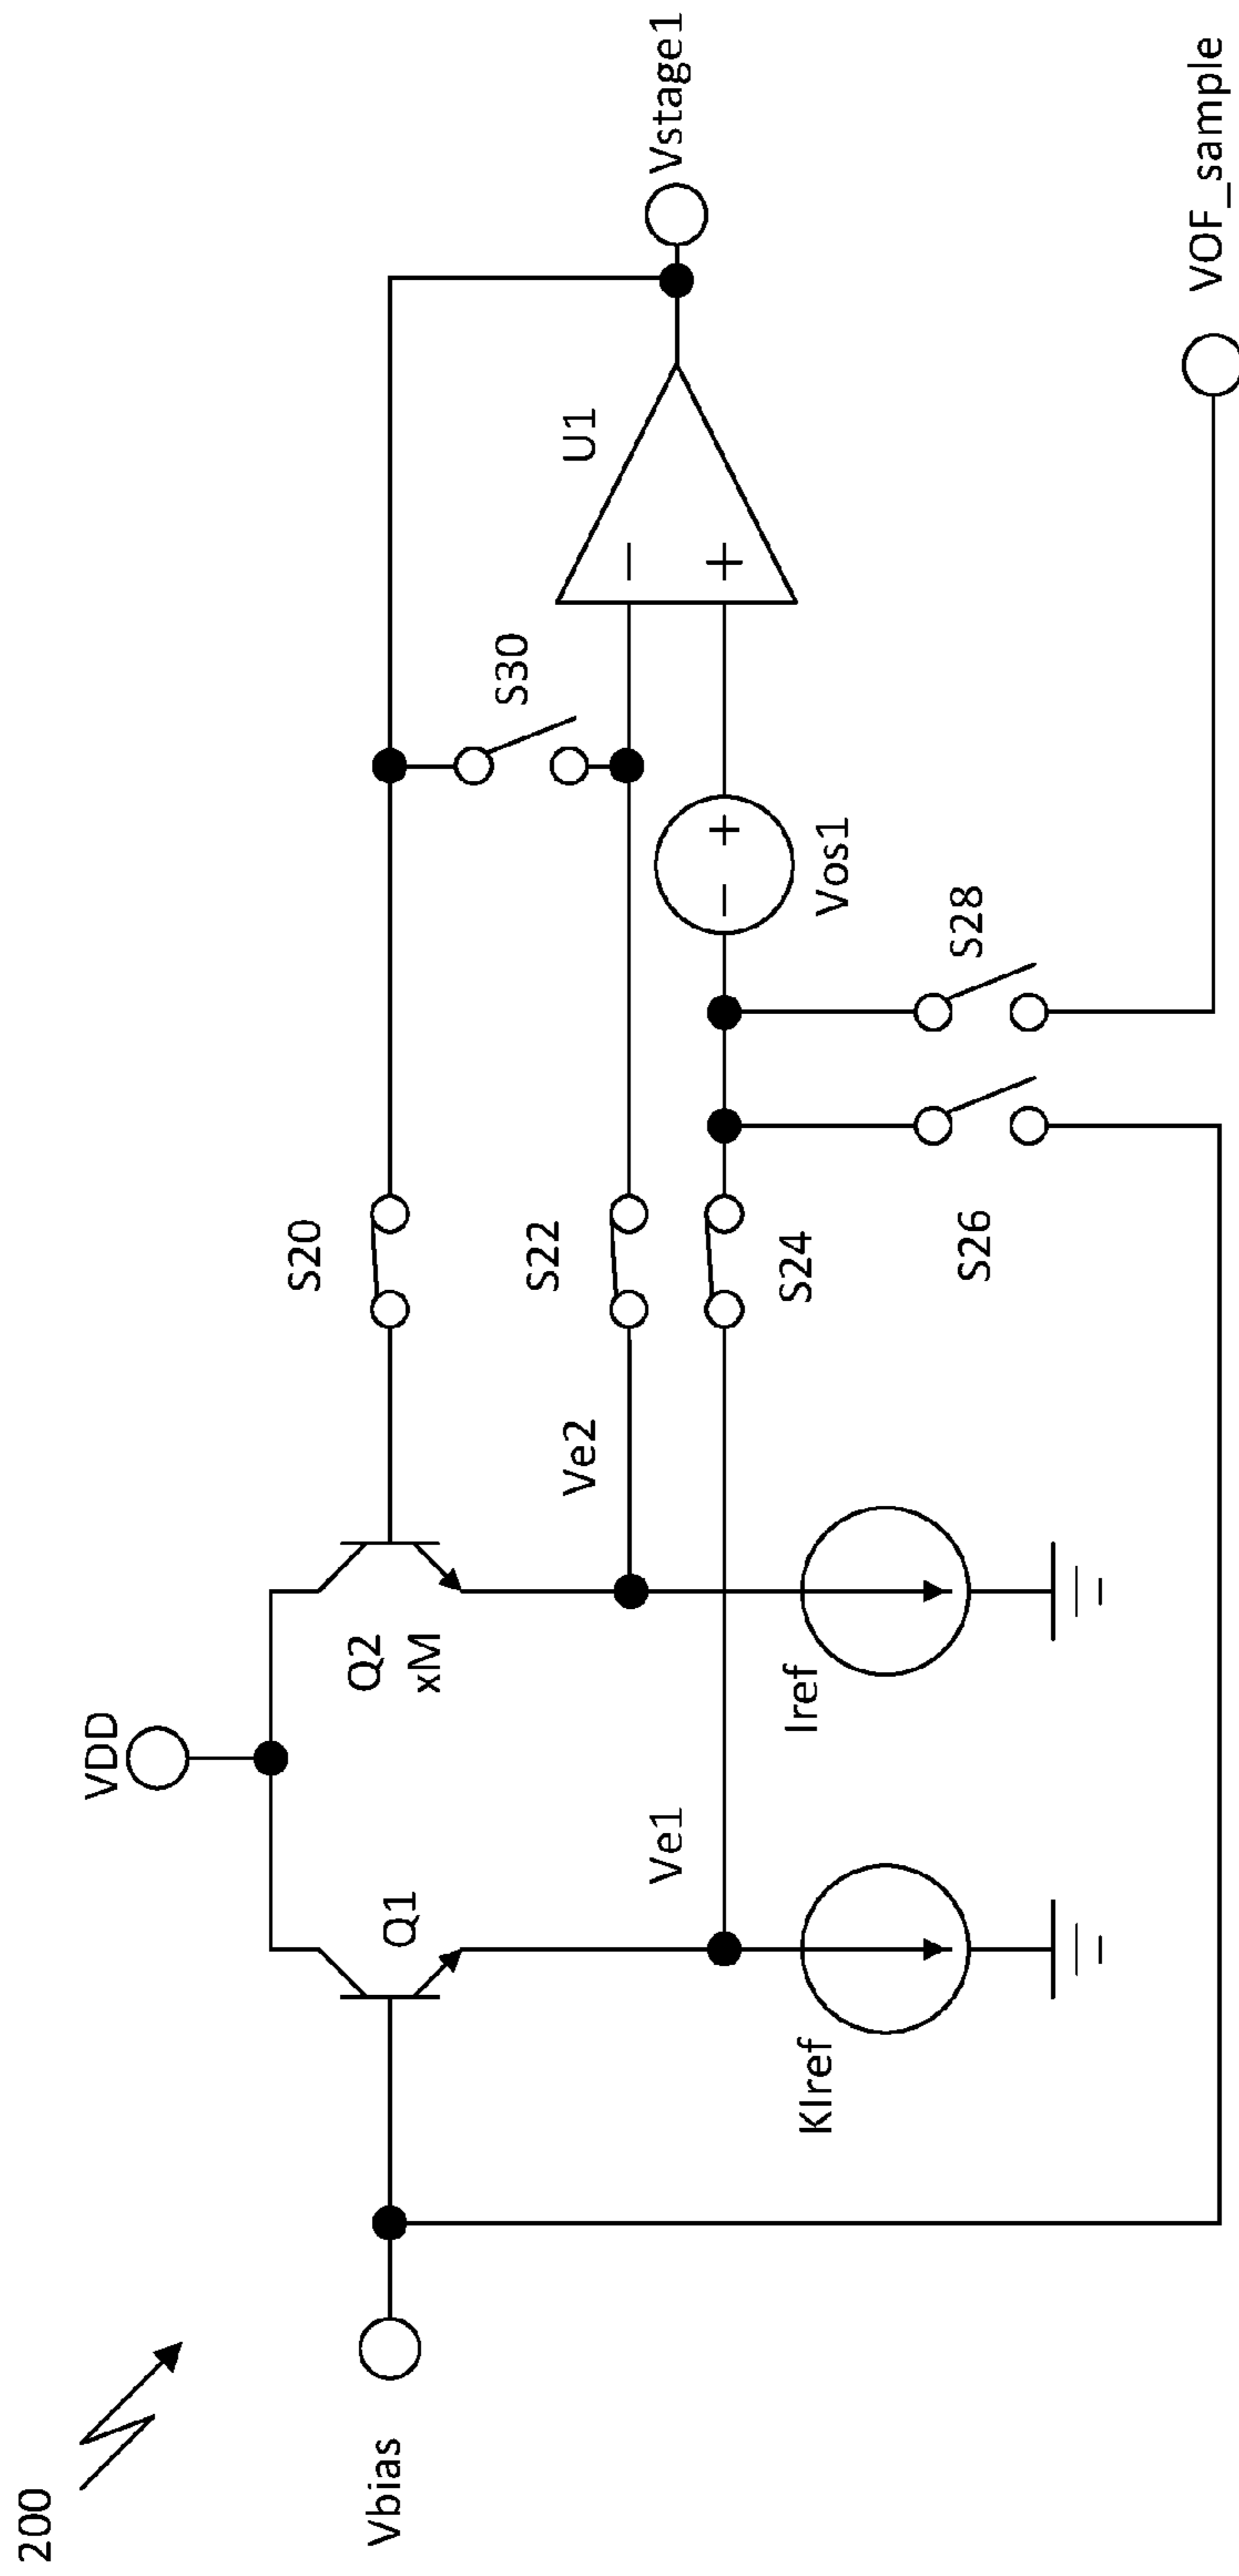 200
VDD
Vbias
Q1
Q2
xM
S20
Ve2
S22
S30
U1
−
+
Vstage1
Ve1
S24
− +
Vos1
KIref
Iref
S26
S28
VOF_sample